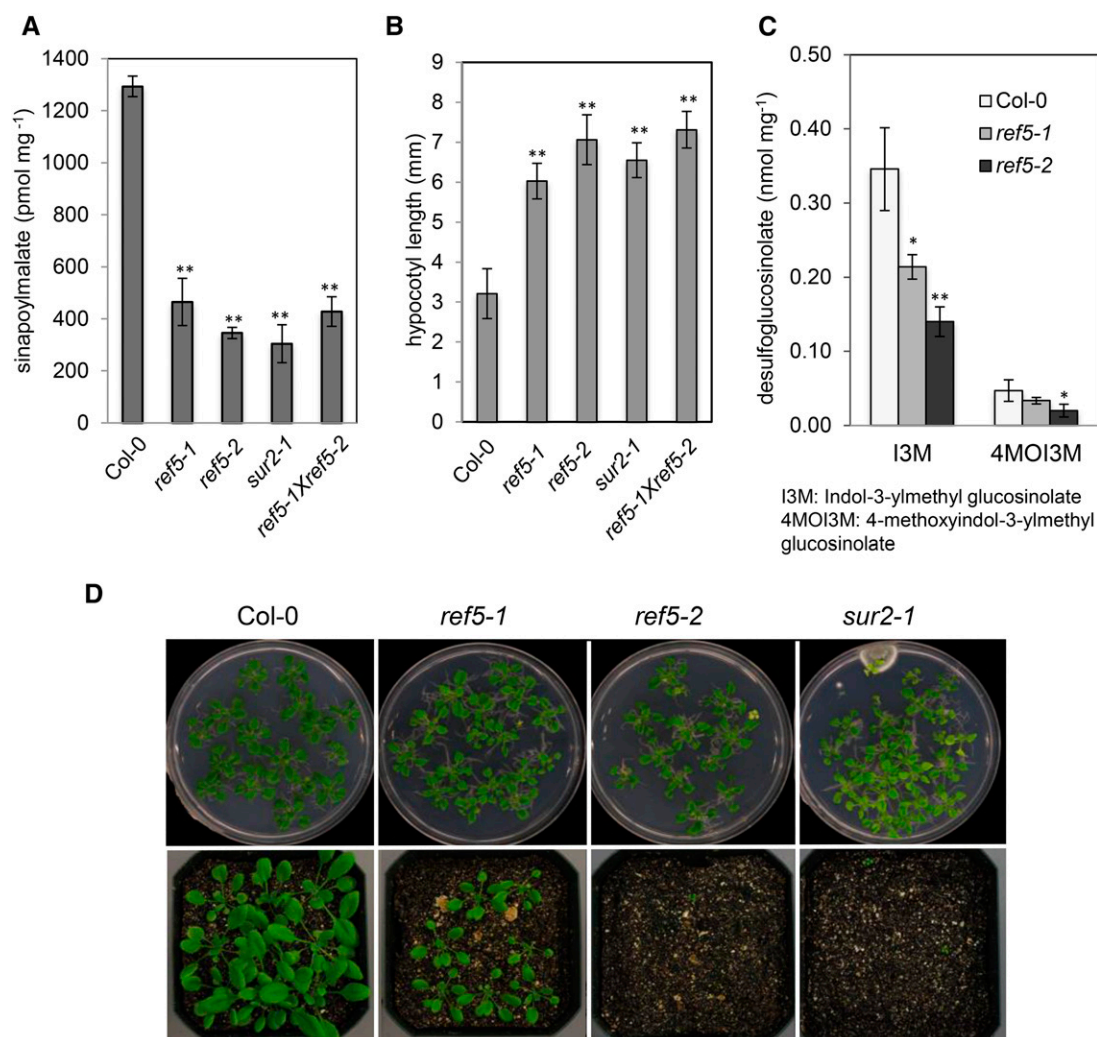 A
sinapoylmalate (pmol mg -1)
1400
1200
1000
800
600
400
200
0
**
**
**
**
Col-0
ref5-1
ref5-2
sur2-1
ref5-1Xref5-2
B
hypocotyl length (mm)
9
8
7
6
5
4
3
2
1
0
**
**
**
**
Col-0
ref5-1
ref5-2
sur2-1
ref5-1Xref5-2
C
desulfoglucosinolate (nmol mg-1)
0.50
0.40
0.30
0.20
0.10
0.00
Col-0
ref5-1
ref5-2
*
**
*
I3M
4MOI3M
I3M: Indol-3-ylmethyl glucosinolate
4MOI3M: 4-methoxyindol-3-ylmethyl
glucosinolate
D
Col-0
ref5-1
ref5-2
sur2-1